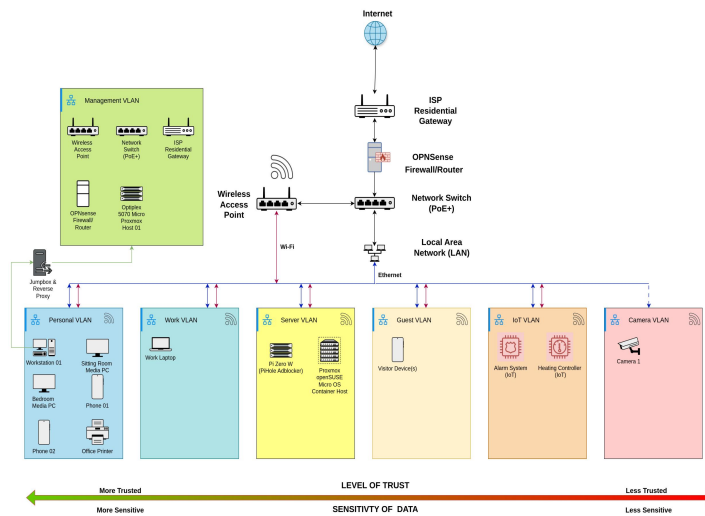 Internet
ISP
Residential
Gateway
OPNSense
Firewall/Router
Network Switch
(PoE+)
Wireless
Access
Point
Local Area
Network (LAN)
Wi-Fi
Ethernet
Management VLAN
Wireless
Access
Point
Network
Switch
(PoE+)
ISP
Residential
Gateway
OPNsense
Firewall/
Router
Optiplex
5070 Micro
Proxmox
Host 01
Jumpbox &
Reverse
Proxy
Personal VLAN
Workstation 01
Sitting Room
Media PC
Bedroom
Media PC
Phone 01
Phone 02
Office Printer
Work VLAN
Work Laptop
Server VLAN
Pi Zero W
(PiHole Adblocker)
Proxmox
openSUSE
Micro OS
Container Host
Guest VLAN
Visitor Device(s)
IoT VLAN
Alarm System
(IoT)
Heating Controller
(IoT)
Camera VLAN
Camera 1
LEVEL OF TRUST
More Trusted
Less Trusted
More Sensitive
SENSITIVTY OF DATA
Less Sensitive